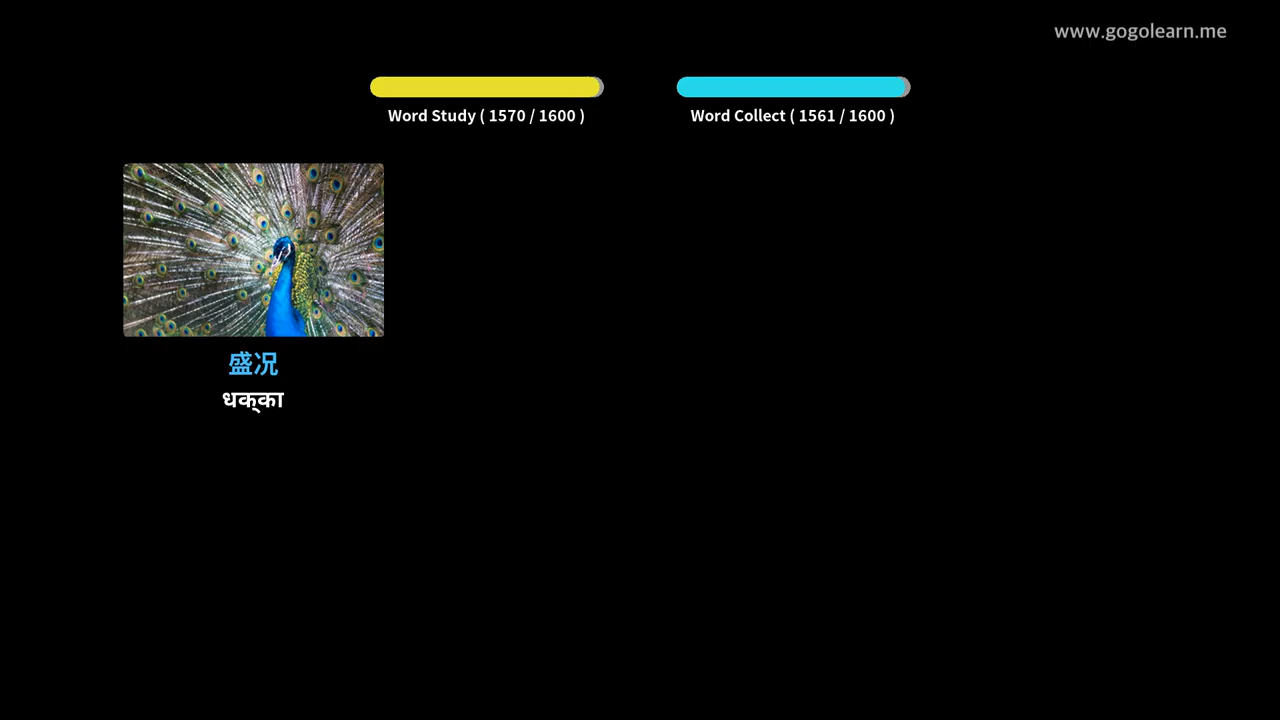 www.gogolearn.me
Word Study ( 1570 / 1600 )
Word Collect ( 1561 / 1600 )
盛况
धक्‌का